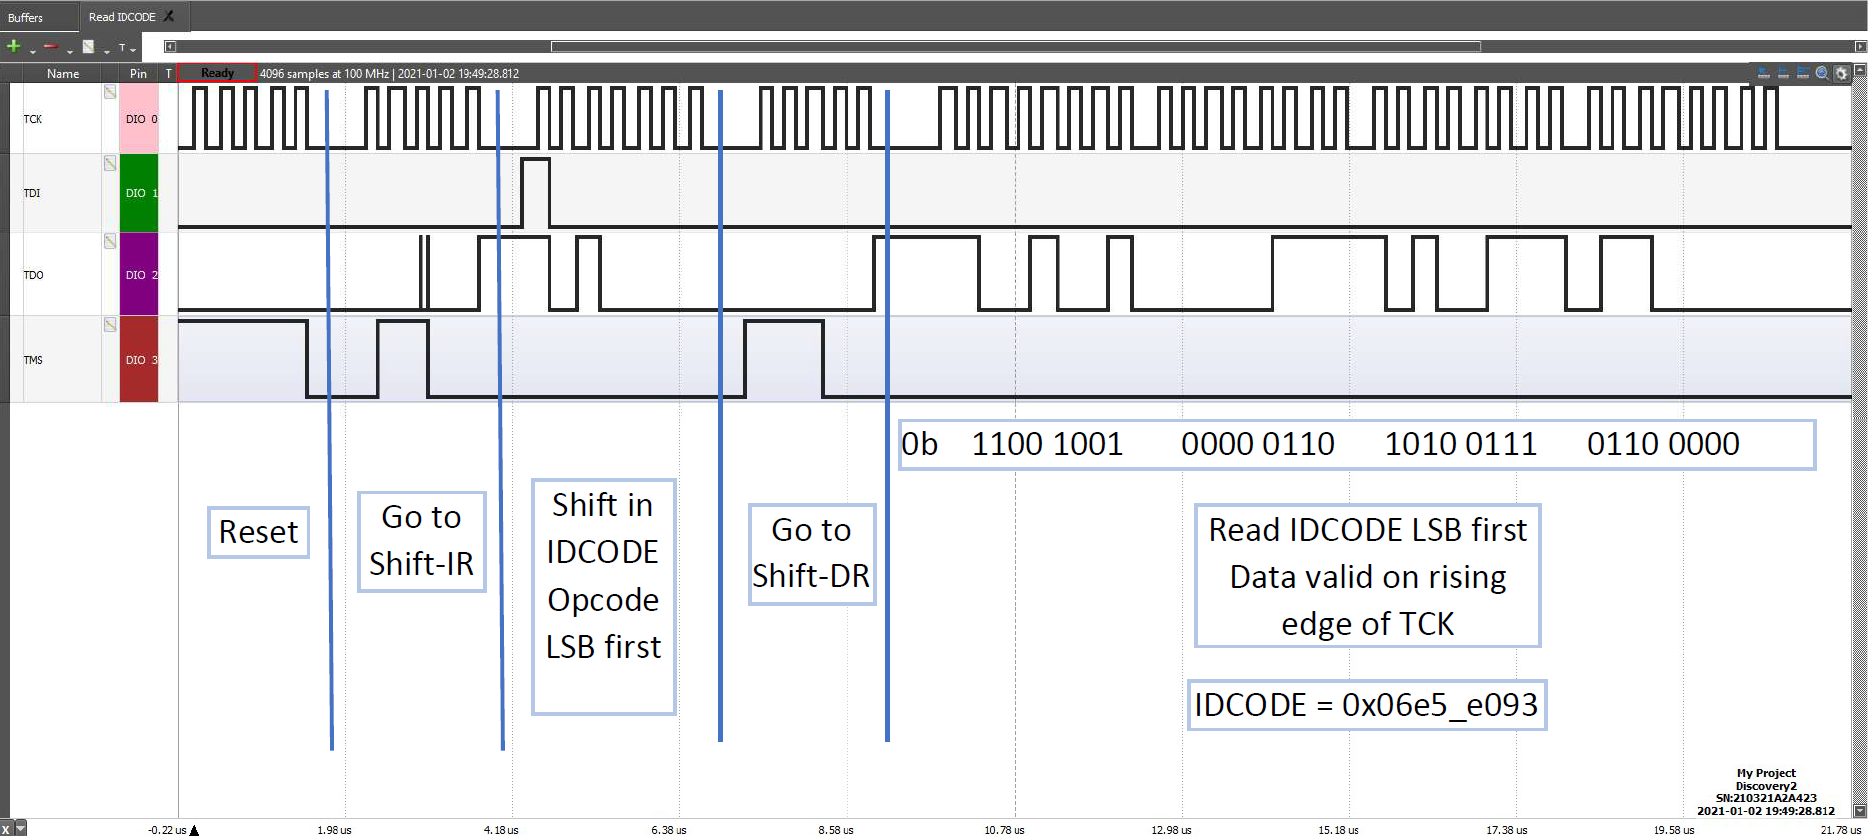 Buffers
Read IDCODE X
T
Name Pin T Ready 4096 samples at 100 MHz | 2021-01-02 19:49:28.812
TCK DIO 0
TDI DIO 1
TDO DIO 2
TMS DIO 3
0b 1100 1001 0000 0110 1010 0111 0110 0000
Reset
Go to
Shift-IR
Shift in
IDCODE
Opcode
LSB first
Go to
Shift-DR
Read IDCODE LSB first
Data valid on rising
edge of TCK
IDCODE = 0x06e5_e093
My Project
Discovery2
SN:210321A2A423
2021-01-02 19:49:28.812
X -0.22 us 1.98 us 4.18 us 6.38 us 8.58 us 10.78 us 12.98 us 15.18 us 17.38 us 19.58 us 21.78 us